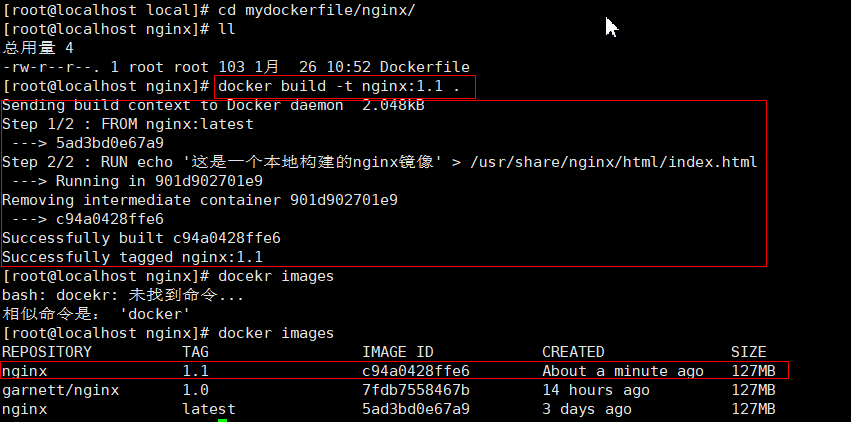 [root@localhost local]# cd mydockerfile/nginx/
[root@localhost nginx]# ll
总用量 4
-rw-r--r--. 1 root root 103 1月  26 10:52 Dockerfile
[root@localhost nginx]# docker build -t nginx:1.1 .
Sending build context to Docker daemon  2.048kB
Step 1/2 : FROM nginx:latest
 ---> 5ad3bd0e67a9
Step 2/2 : RUN echo '这是一个本地构建的nginx镜像' > /usr/share/nginx/html/index.html
 ---> Running in 901d902701e9
Removing intermediate container 901d902701e9
 ---> c94a0428ffe6
Successfully built c94a0428ffe6
Successfully tagged nginx:1.1
[root@localhost nginx]# docekr images
bash: docekr: 未找到命令...
相似命令是： 'docker'
[root@localhost nginx]# docker images
REPOSITORY          TAG                 IMAGE ID            CREATED             SIZE
nginx               1.1                 c94a0428ffe6        About a minute ago   127MB
garnett/nginx       1.0                 7fdb7558467b        14 hours ago        127MB
nginx               latest              5ad3bd0e67a9        3 days ago          127MB